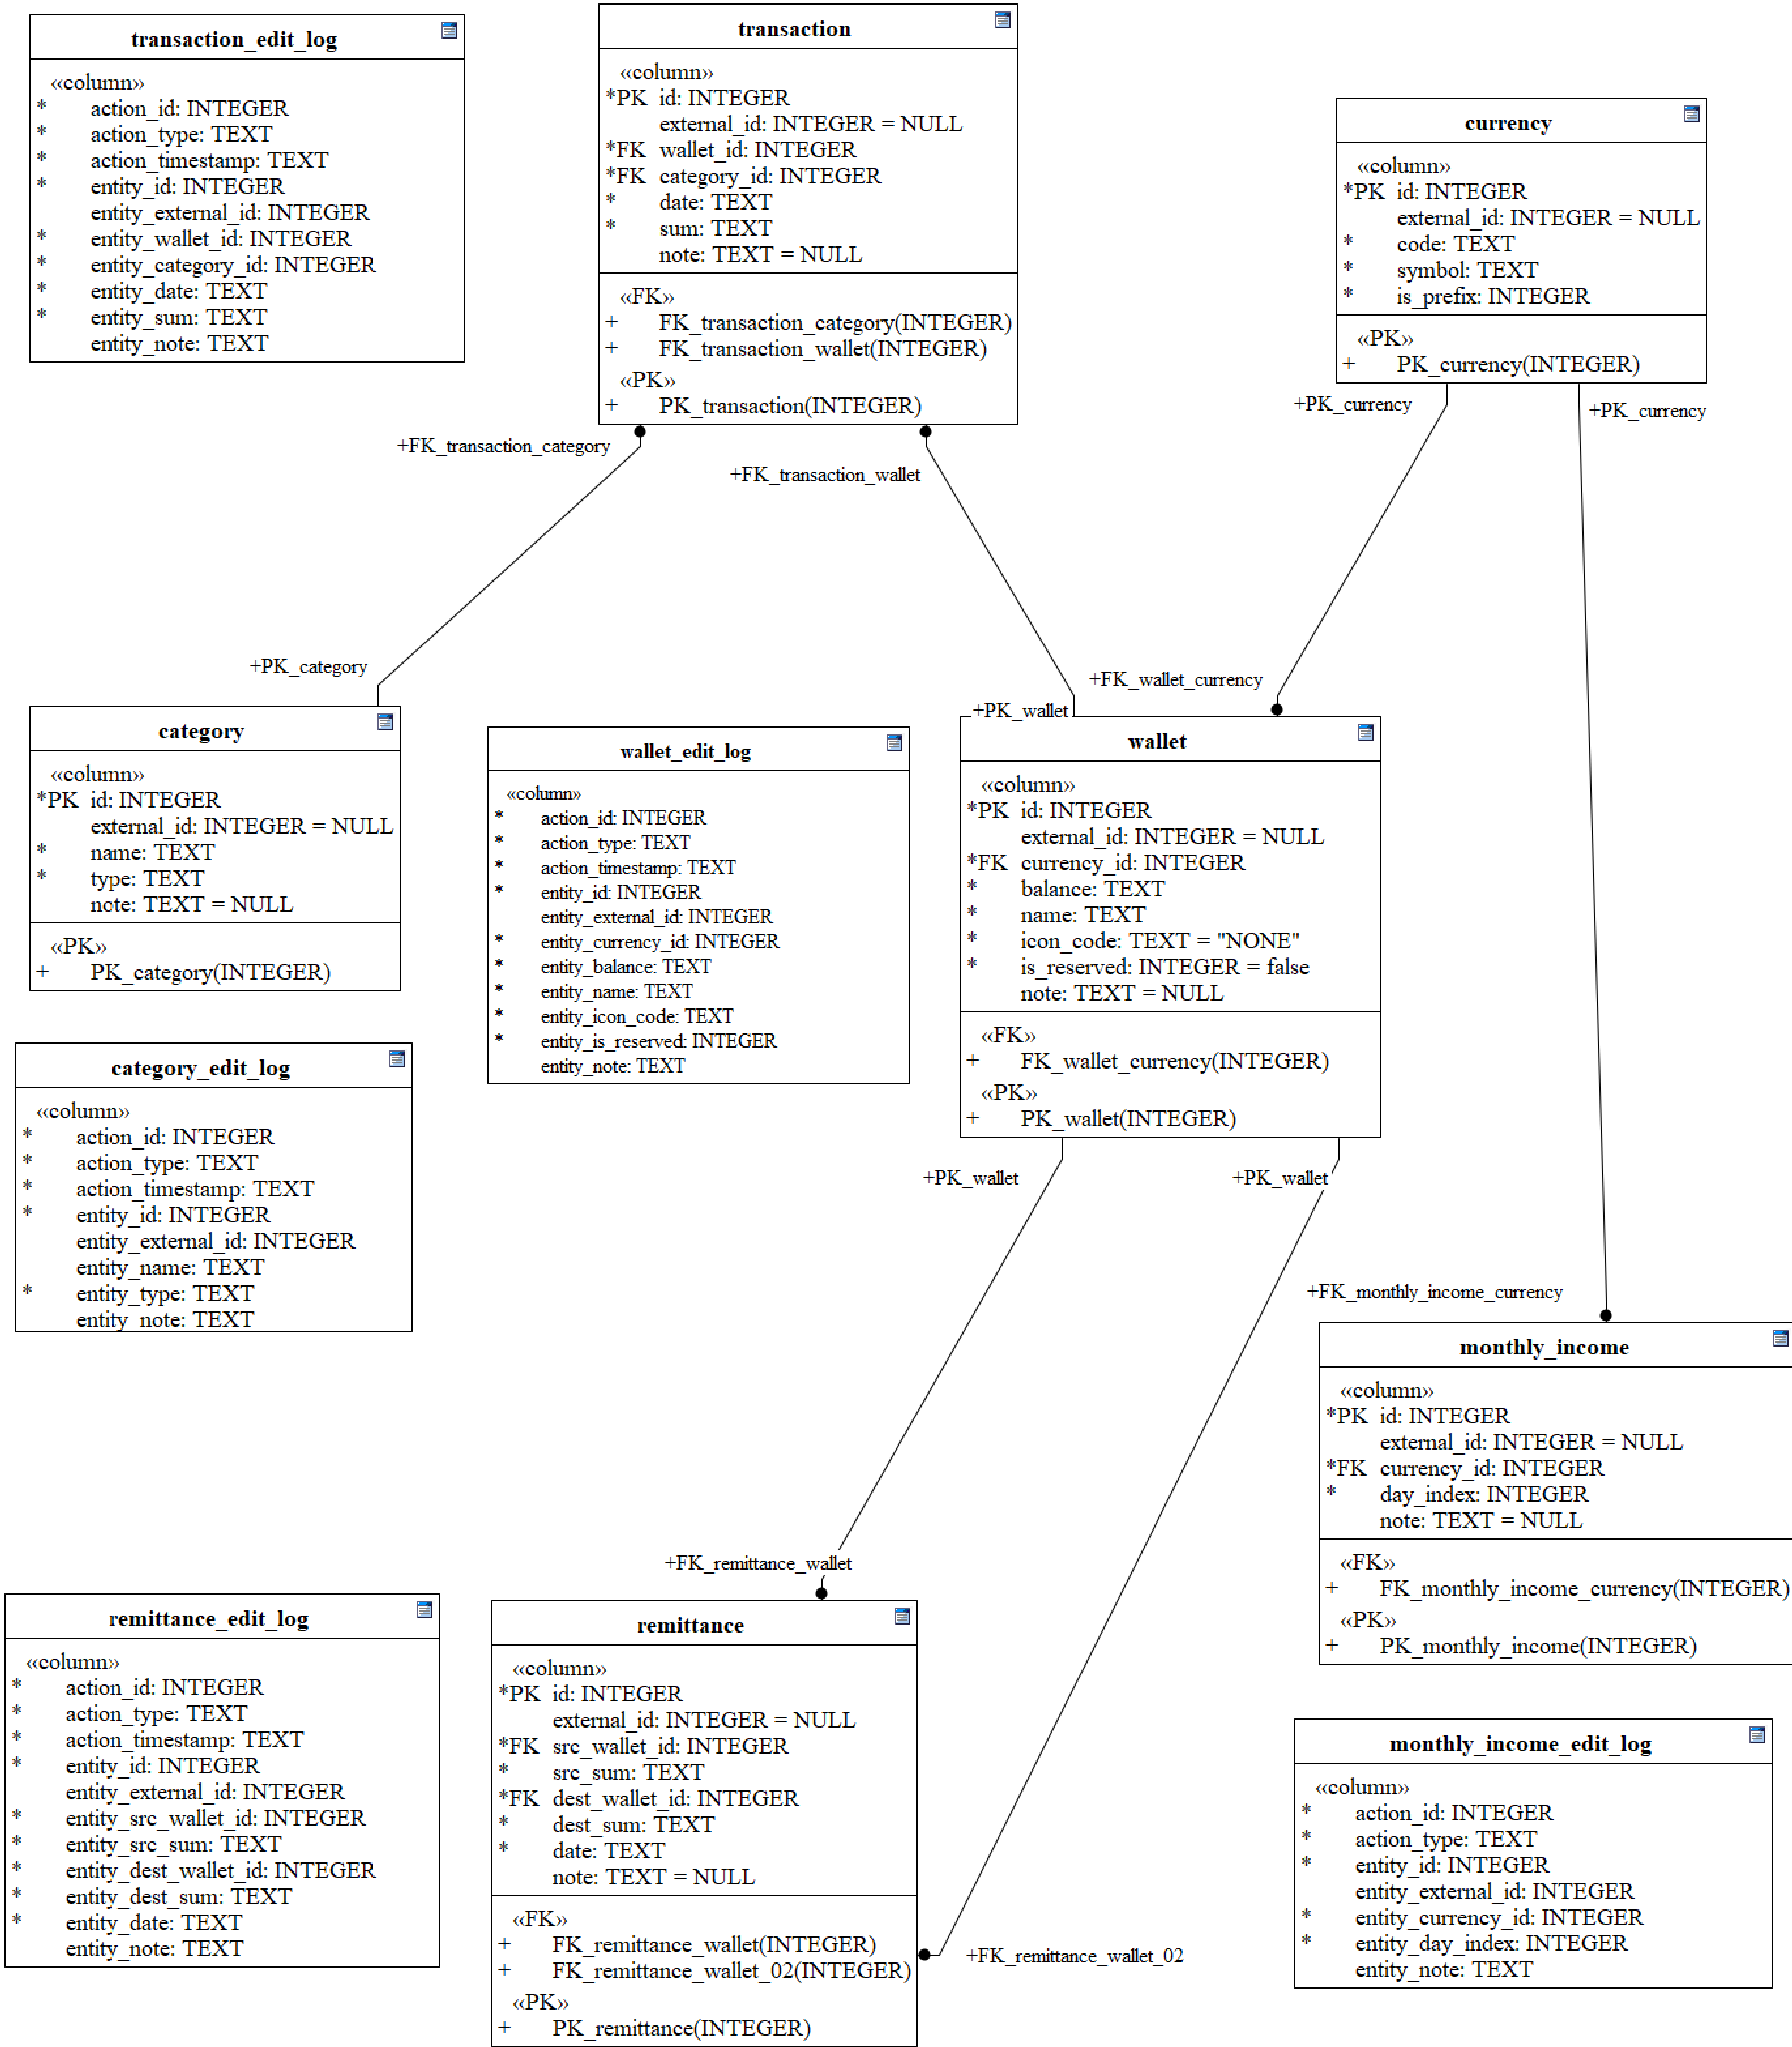 transaction_edit_log
«column»
* action_id: INTEGER
* action_type: TEXT
* action_timestamp: TEXT
* entity_id: INTEGER
entity_external_id: INTEGER
* entity_wallet_id: INTEGER
* entity_category_id: INTEGER
* entity_date: TEXT
* entity_sum: TEXT
entity_note: TEXT
transaction
«column»
*PK id: INTEGER
external_id: INTEGER = NULL
*FK wallet_id: INTEGER
*FK category_id: INTEGER
* date: TEXT
* sum: TEXT
note: TEXT = NULL
«FK»
+ FK_transaction_category(INTEGER)
+ FK_transaction_wallet(INTEGER)
«PK»
+ PK_transaction(INTEGER)
currency
«column»
*PK id: INTEGER
external_id: INTEGER = NULL
* code: TEXT
* symbol: TEXT
* is_prefix: INTEGER
«PK»
+ PK_currency(INTEGER)
+PK_currency
+PK_currency
+FK_transaction_category
+FK_transaction_wallet
+PK_category
+FK_wallet_currency
+PK_wallet
category
«column»
*PK id: INTEGER
external_id: INTEGER = NULL
* name: TEXT
* type: TEXT
note: TEXT = NULL
«PK»
+ PK_category(INTEGER)
wallet_edit_log
«column»
* action_id: INTEGER
* action_type: TEXT
* action_timestamp: TEXT
* entity_id: INTEGER
entity_external_id: INTEGER
* entity_currency_id: INTEGER
* entity_balance: TEXT
* entity_name: TEXT
* entity_icon_code: TEXT
* entity_is_reserved: INTEGER
entity_note: TEXT
wallet
«column»
*PK id: INTEGER
external_id: INTEGER = NULL
*FK currency_id: INTEGER
* balance: TEXT
* name: TEXT
* icon_code: TEXT = "NONE"
* is_reserved: INTEGER = false
note: TEXT = NULL
«FK»
+ FK_wallet_currency(INTEGER)
«PK»
+ PK_wallet(INTEGER)
category_edit_log
«column»
* action_id: INTEGER
* action_type: TEXT
* action_timestamp: TEXT
* entity_id: INTEGER
entity_external_id: INTEGER
entity_name: TEXT
* entity_type: TEXT
entity_note: TEXT
+PK_wallet
+PK_wallet
+FK_monthly_income_currency
monthly_income
«column»
*PK id: INTEGER
external_id: INTEGER = NULL
*FK currency_id: INTEGER
* day_index: INTEGER
note: TEXT = NULL
«FK»
+ FK_monthly_income_currency(INTEGER)
«PK»
+ PK_monthly_income(INTEGER)
+FK_remittance_wallet
remittance_edit_log
«column»
* action_id: INTEGER
* action_type: TEXT
* action_timestamp: TEXT
* entity_id: INTEGER
entity_external_id: INTEGER
* entity_src_wallet_id: INTEGER
* entity_src_sum: TEXT
* entity_dest_wallet_id: INTEGER
* entity_dest_sum: TEXT
* entity_date: TEXT
entity_note: TEXT
remittance
«column»
*PK id: INTEGER
external_id: INTEGER = NULL
*FK src_wallet_id: INTEGER
* src_sum: TEXT
*FK dest_wallet_id: INTEGER
* dest_sum: TEXT
* date: TEXT
note: TEXT = NULL
«FK»
+ FK_remittance_wallet(INTEGER)
+ FK_remittance_wallet_02(INTEGER)
«PK»
+ PK_remittance(INTEGER)
+FK_remittance_wallet_02
monthly_income_edit_log
«column»
* action_id: INTEGER
* action_type: TEXT
* entity_id: INTEGER
entity_external_id: INTEGER
* entity_currency_id: INTEGER
* entity_day_index: INTEGER
entity_note: TEXT